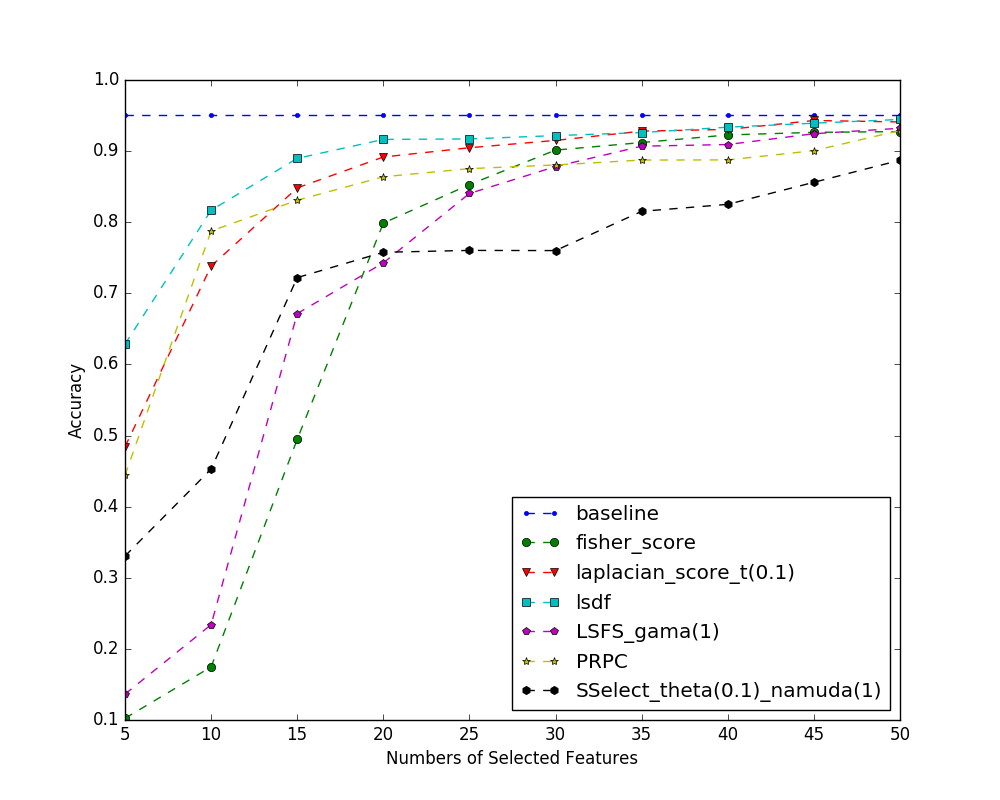 1.0
0.9
0.8
0.7
0.6
0.5
0.4
0.3
0.2
0.1
Accuracy
5 10 15 20 25 30 35 40 45 50
Numbers of Selected Features
baseline
fisher_score
laplacian_score_t(0.1)
lsdf
LSFS_gama(1)
PRPC
SSelect_theta(0.1)_namuda(1)